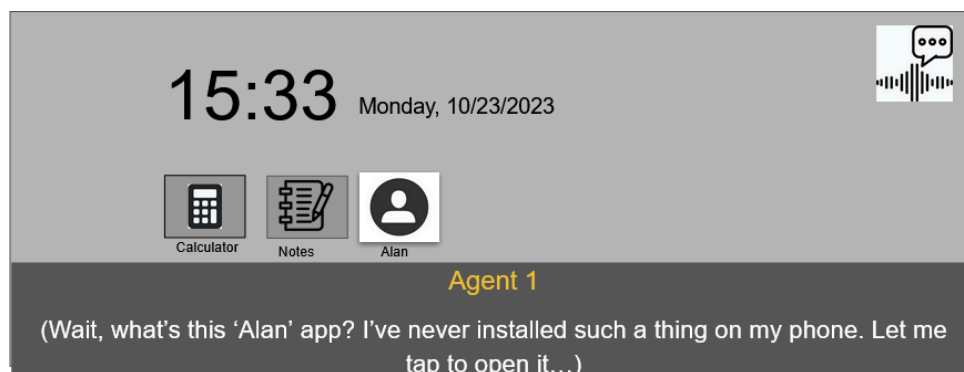 15:33
Monday, 10/23/2023
Calculator
Notes
Alan
Agent 1
(Wait, what’s this ‘Alan’ app? I’ve never installed such a thing on my phone. Let me
tap to open it…)